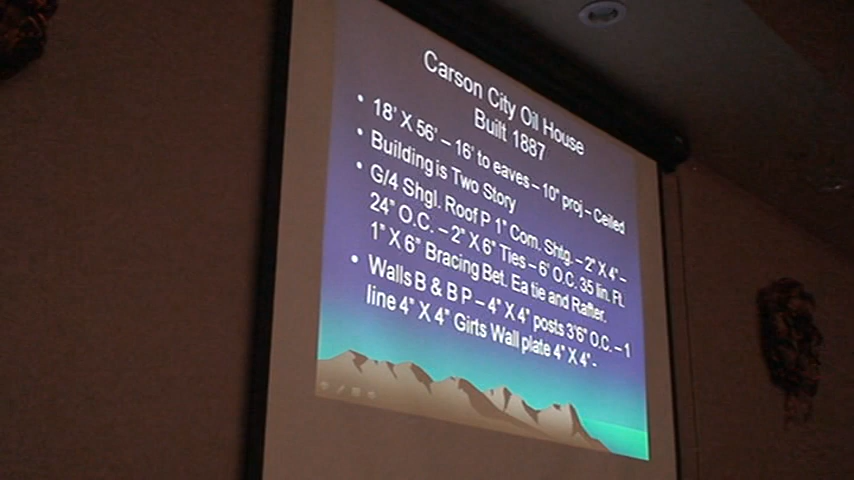 Carson City Oil House
Built 1887
• 18' X 56' – 16' to eaves – 10" proj – Ceiled
• Building is Two Story
• G/4 Shgl. Roof P 1" Com. Shtg. – 2" X 4" –
24" O.C. – 2" X 6" Ties – 6' O.C. 35 lin. Ft.
1" X 6" Bracing Bet. Ea tie and Rafter.
• Walls B & B P – 4" X 4" posts 3'6" O.C. – 1
line 4" X 4" Girts Wall plate 4" X 4" -